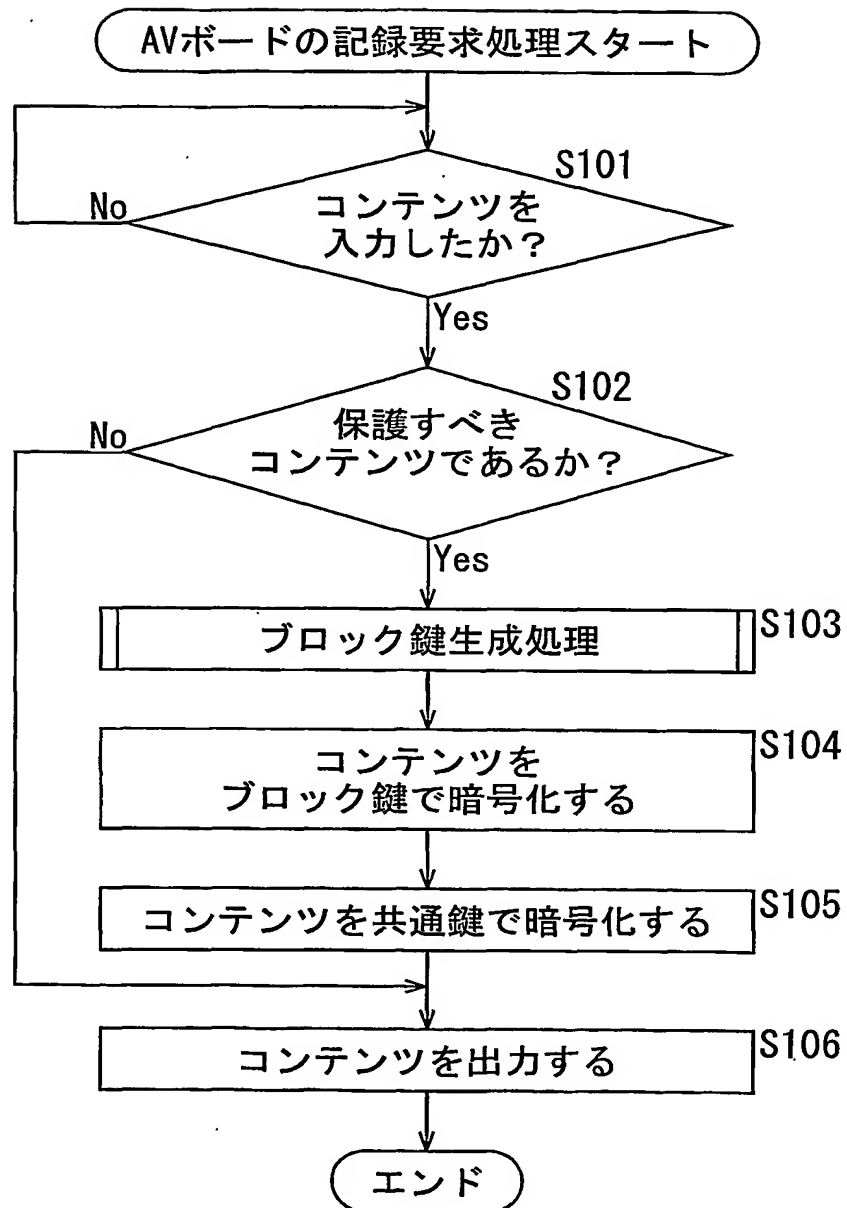 AVボードの記録要求処理スタート
S101
No
コンテンツを
入力したか？
Yes
S102
No
保護すべき
コンテンツであるか？
Yes
ブロック鍵生成処理
S103
コンテンツを
ブロック鍵で暗号化する
S104
コンテンツを共通鍵で暗号化する
S105
コンテンツを出力する
S106
エンド